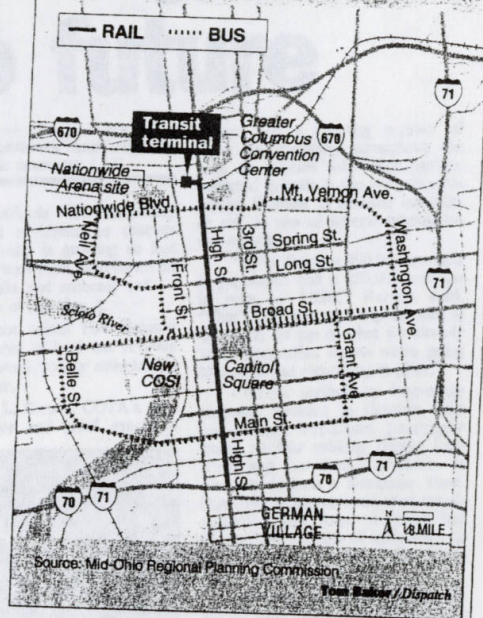 RAIL BUS
71
670
Transit
terminal
Greater
Columbus
Convention
Center
670
Nationwide
Arena site
Mt. Vernon Ave.
Nationwide Blvd
Neil Ave.
High St.
3rd St.
Spring St.
Long St.
Washington Ave.
71
Front St.
Scioto River
Broad St.
Belle St.
New
COSI
Capitol
Square
Grant Ave.
Main St.
High St.
70 71
70 71
GERMAN
VILLAGE
N
MILE
Source: Mid-Ohio Regional Planning Commission
Tom Baker / Dispatch